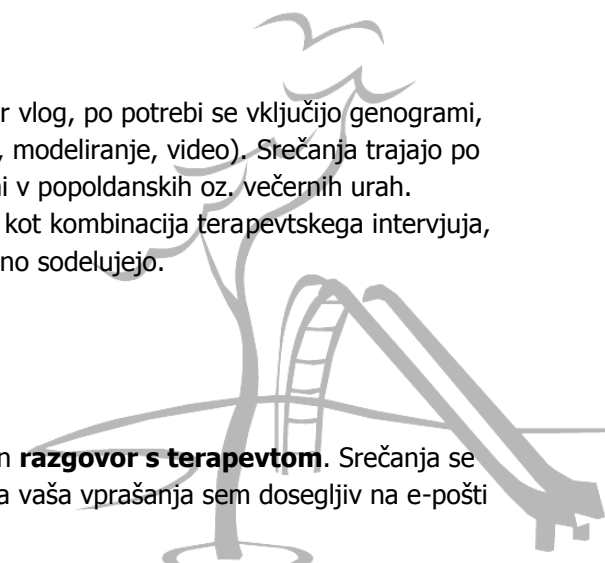 r vlog, po potrebi se vključijo genogrami,
, modeliranje, video). Srečanja trajajo po
i v popoldanskih oz. večernih urah.
kot kombinacija terapevtskega intervjuja,
no sodelujejo.
n razgovor s terapevtom. Srečanja se
a vaša vprašanja sem dosegljiv na e-pošti